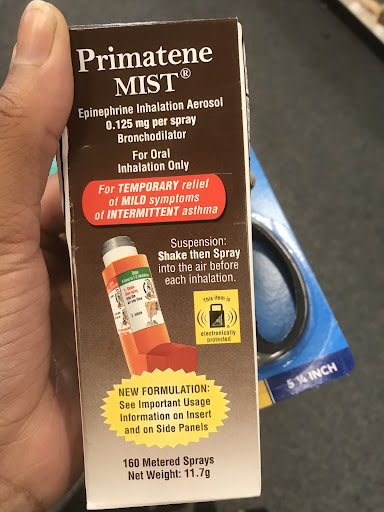 Primatene
MIST®
Epinephrine Inhalation Aerosol
0.125 mg per spray
Bronchodilator
For Oral
Inhalation Only
For TEMPORARY relief
of MILD symptoms
of INTERMITTENT asthma
Suspension:
Shake then Spray
into the air before
each inhalation.
This item is
electronically
protected
NEW FORMULATION:
See Important Usage
Information on Insert
and on Side Panels
160 Metered Sprays
Net Weight: 11.7g
5 ¼ INCH